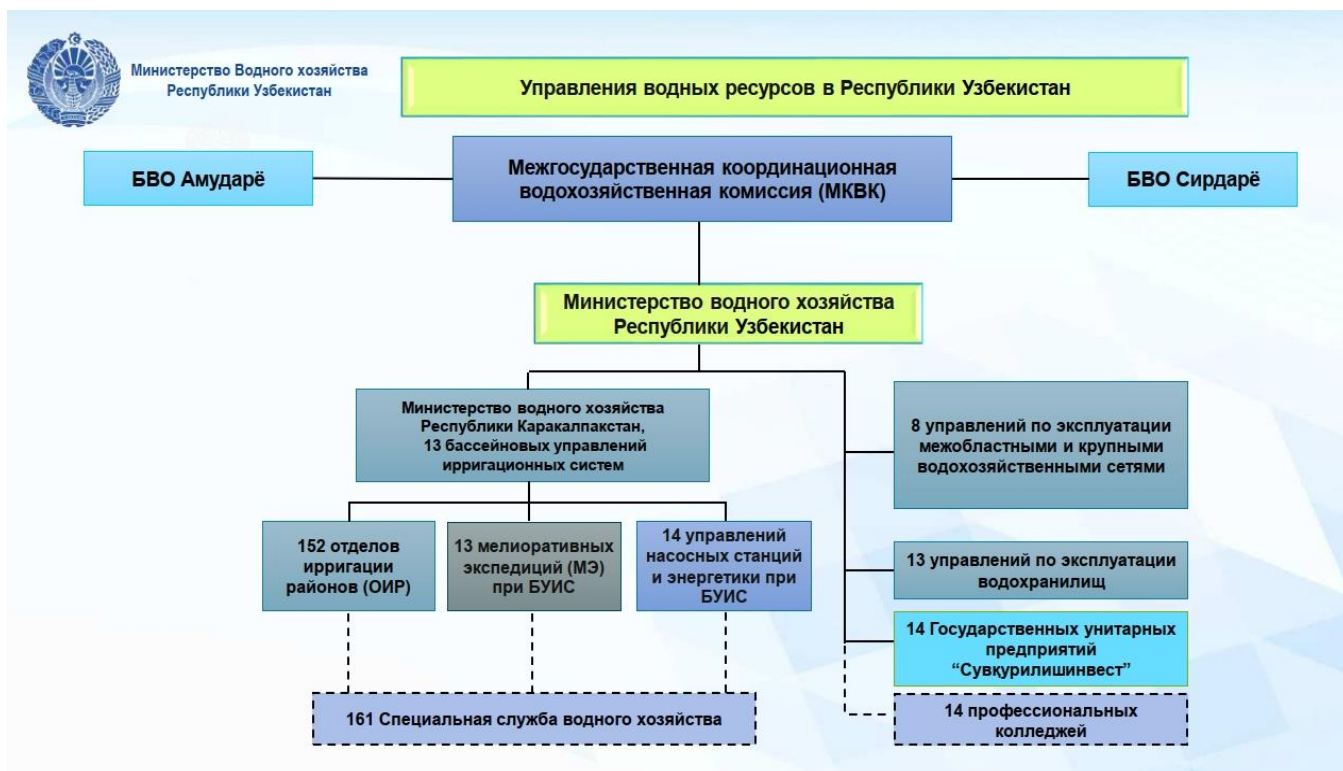 Министерство Водного хозяйства
Республики Узбекистан
Управления водных ресурсов в Республики Узбекистан
БВО Амударё
Межгосударственная координационная
водохозяйственная комиссия (МКВК)
БВО Сирдарё
Министерство водного хозяйства
Республики Узбекистан
Министерство водного хозяйства
Республики Каракалпакстан,
13 бассейновых управлений
ирригационных систем
8 управлений по эксплуатации
межобластными и крупными
водохозяйственными сетями
152 отделов
ирригации
районов (ОИР)
13 мелиоративных
экспедиций (МЭ)
при БУИС
14 управлений
насосных станций
и энергетики при
БУИС
13 управлений по эксплуатации
водохранилищ
14 Государственных унитарных
предприятий
“Сувқурилишинвест”
161 Специальная служба водного хозяйства
14 профессиональных
колледжей